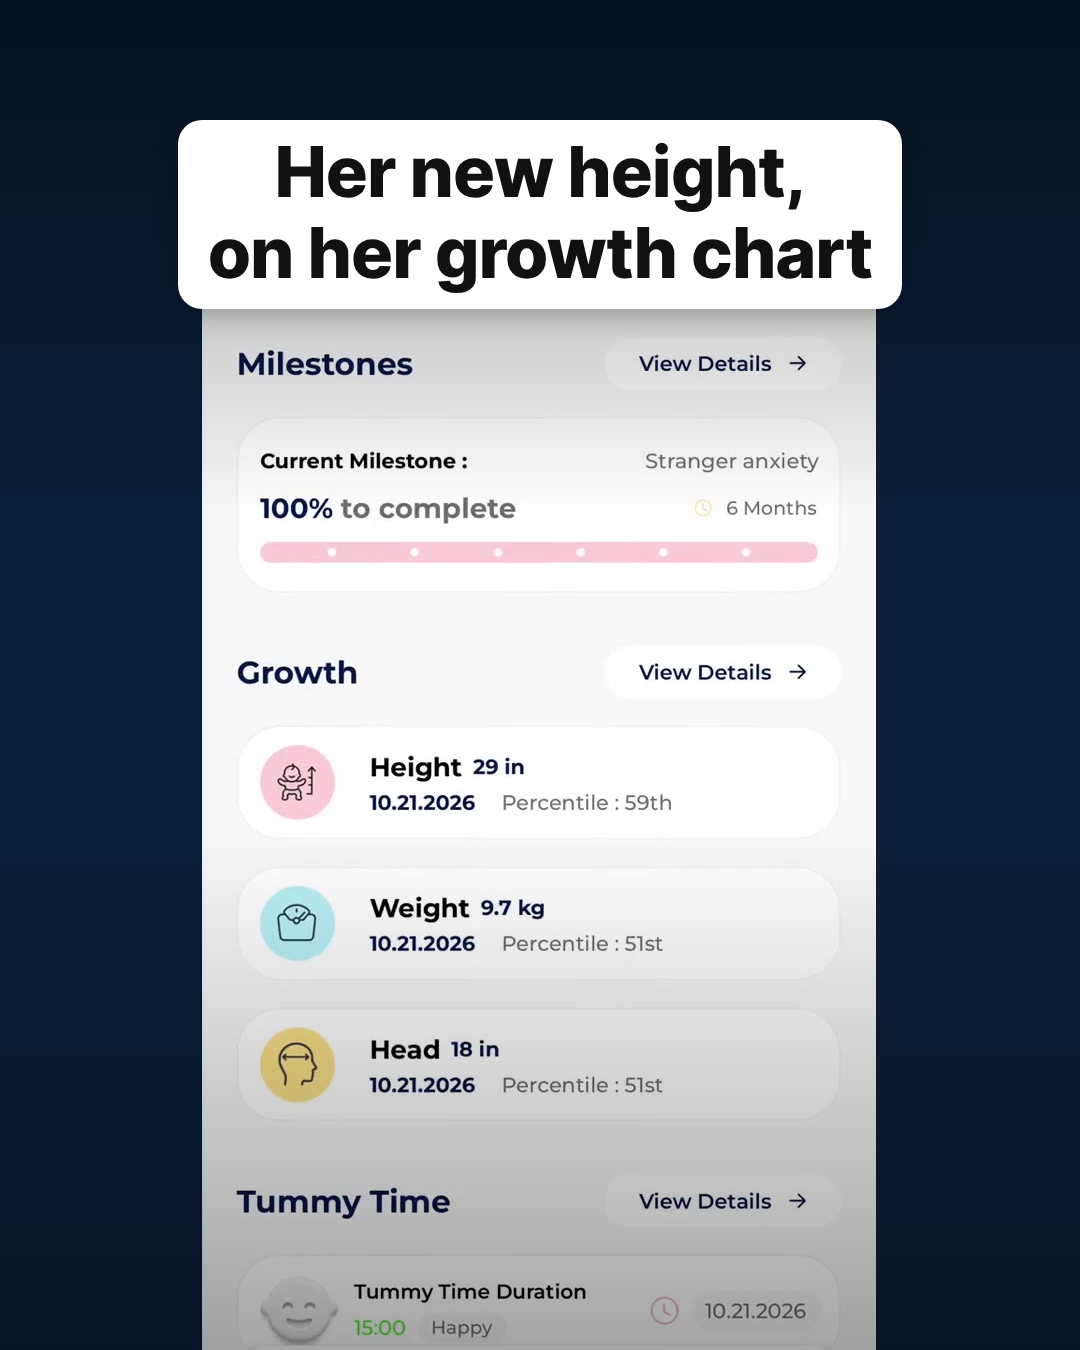 Her new height,
on her growth chart
Milestones
View Details →
Current Milestone :
Stranger anxiety
100% to complete
6 Months
Growth
View Details →
Height 29 in
10.21.2026 Percentile : 59th
Weight 9.7 kg
10.21.2026 Percentile : 51st
Head 18 in
10.21.2026 Percentile : 51st
Tummy Time
View Details →
Tummy Time Duration
15:00 Happy
10.21.2026